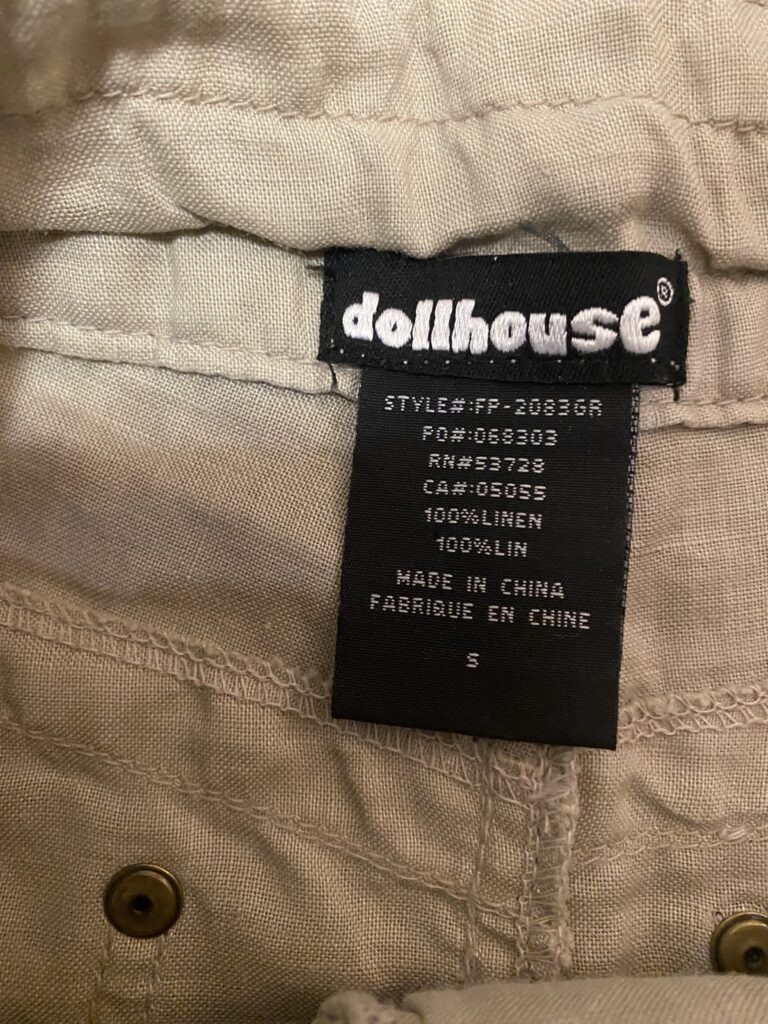 dollhouse®
STYLE#:FP-2083GR
PO#:068303
RN#53728
CA#:05055
100%LINEN
100%LIN
MADE IN CHINA
FABRIQUE EN CHINE
S